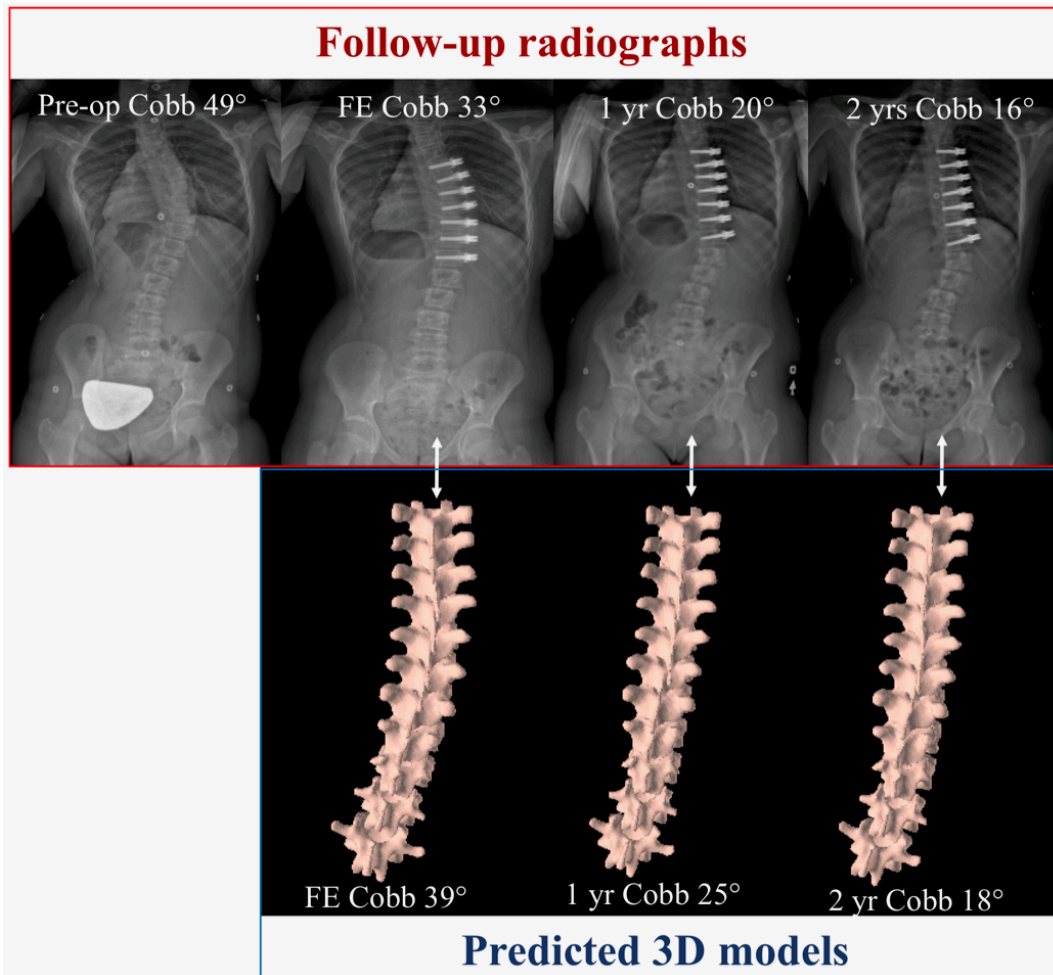 Follow-up radiographs
Pre-op Cobb 49°
FE Cobb 33°
1 yr Cobb 20°
2 yrs Cobb 16°
FE Cobb 39°
1 yr Cobb 25°
2 yr Cobb 18°
Predicted 3D models